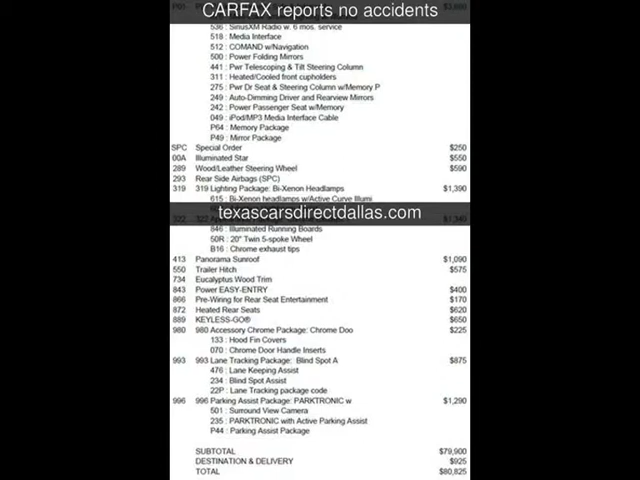 CARFAX reports no accidents
536 : SiriusXM Radio w. 6 mos. service
518 : Media Interface
512 : COMAND w/Navigation
500 : Power Folding Mirrors
441 : Pwr Telescoping & Tilt Steering Column
311 : Heated/Cooled front cupholders
275 : Pwr Dr Seat & Steering Column w/Memory P
249 : Auto-Dimming Driver and Rearview Mirrors
242 : Power Passenger Seat w/Memory
049 : iPod/MP3 Media Interface Cable
P64 : Memory Package
P49 : Mirror Package
SPC Special Order $250
00A Illuminated Star $550
289 Wood/Leather Steering Wheel $590
293 Rear Side Airbags (SPC)
319 319 Lighting Package: Bi-Xenon Headlamps $1,390
615 : Bi-Xenon headlamps w/Active Curve Illumi
texascarsdirectdallas.com
846 : Illuminated Running Boards
50R : 20" Twin 5-spoke Wheel
B16 : Chrome exhaust tips
413 Panorama Sunroof $1,090
550 Trailer Hitch $575
734 Eucalyptus Wood Trim
843 Power EASY-ENTRY $400
866 Pre-Wiring for Rear Seat Entertainment $170
872 Heated Rear Seats $620
889 KEYLESS-GO® $650
980 980 Accessory Chrome Package: Chrome Doo $225
133 : Hood Fin Covers
070 : Chrome Door Handle Inserts
993 993 Lane Tracking Package: Blind Spot A $875
476 : Lane Keeping Assist
234 : Blind Spot Assist
22P : Lane Tracking package code
996 996 Parking Assist Package: PARKTRONIC w $1,290
501 : Surround View Camera
235 : PARKTRONIC with Active Parking Assist
P44 : Parking Assist Package
SUBTOTAL $79,900
DESTINATION & DELIVERY $925
TOTAL $80,825